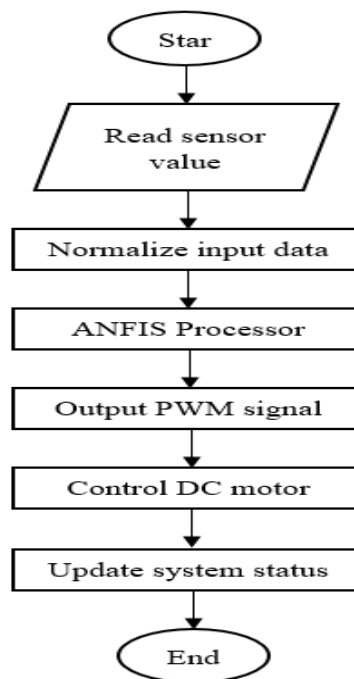 Star
Read sensor
value
Normalize input data
ANFIS Processor
Output PWM signal
Control DC motor
Update system status
End